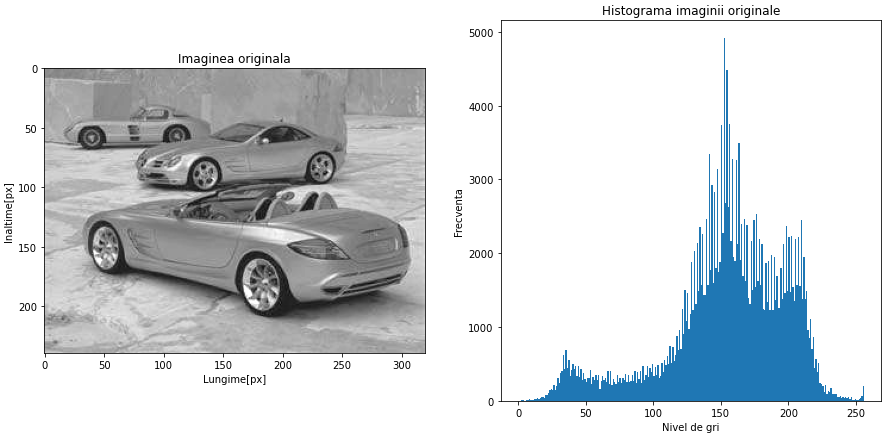 Imaginea originala
0
50
100
150
200
Inaltime[px]
0 50 100 150 200 250 300
Lungime[px]
Histograma imaginii originale
5000
4000
3000
2000
1000
0
Frecventa
0 50 100 150 200 250
Nivel de gri